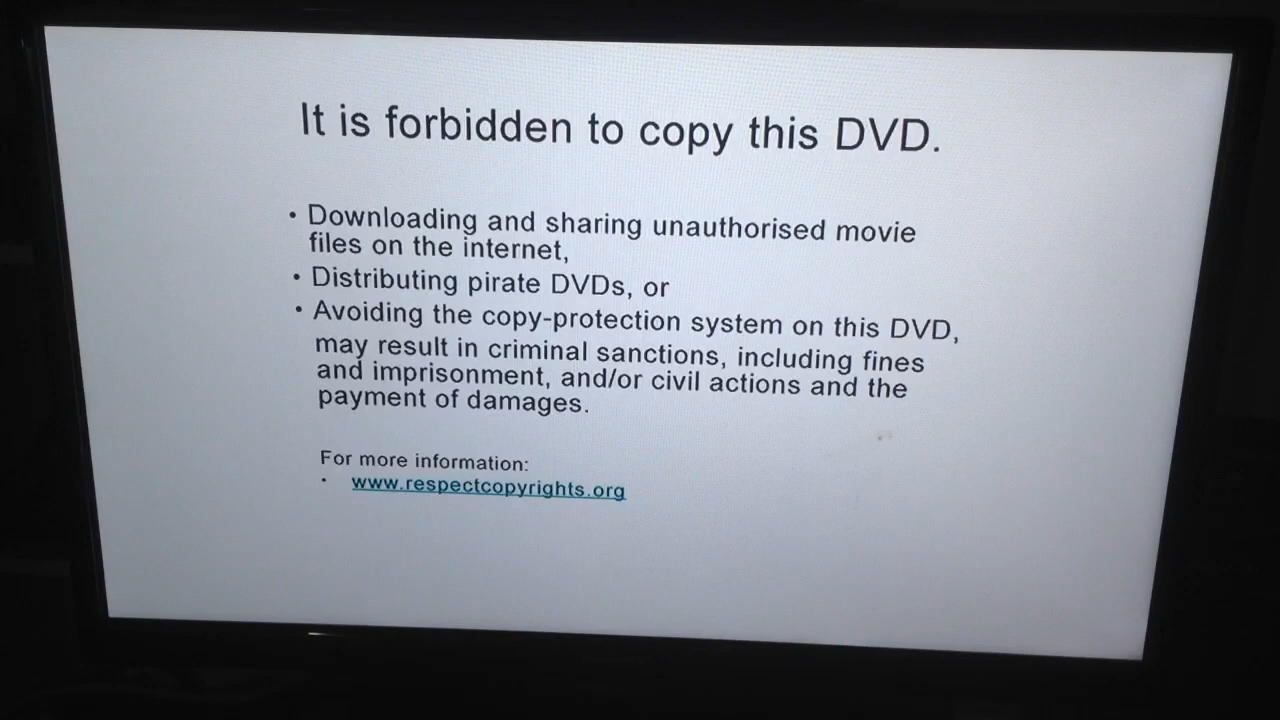 It is forbidden to copy this DVD.
• Downloading and sharing unauthorised movie
files on the internet,
• Distributing pirate DVDs, or
• Avoiding the copy-protection system on this DVD,
may result in criminal sanctions, including fines
and imprisonment, and/or civil actions and the
payment of damages.
For more information:
• www.respectcopyrights.org